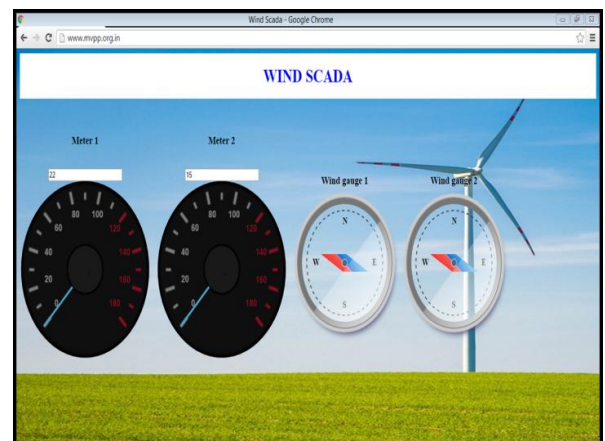 Wind Scada - Google Chrome
www.mvpp.org.in
WIND SCADA
Meter 1
Meter 2
22
80 100
60 120
40 140
20 160
0 180
16
80 100
60 120
40 140
20 160
0 180
Wind gauge 1
N
W E
S
Wind gauge 2
N
W E
S